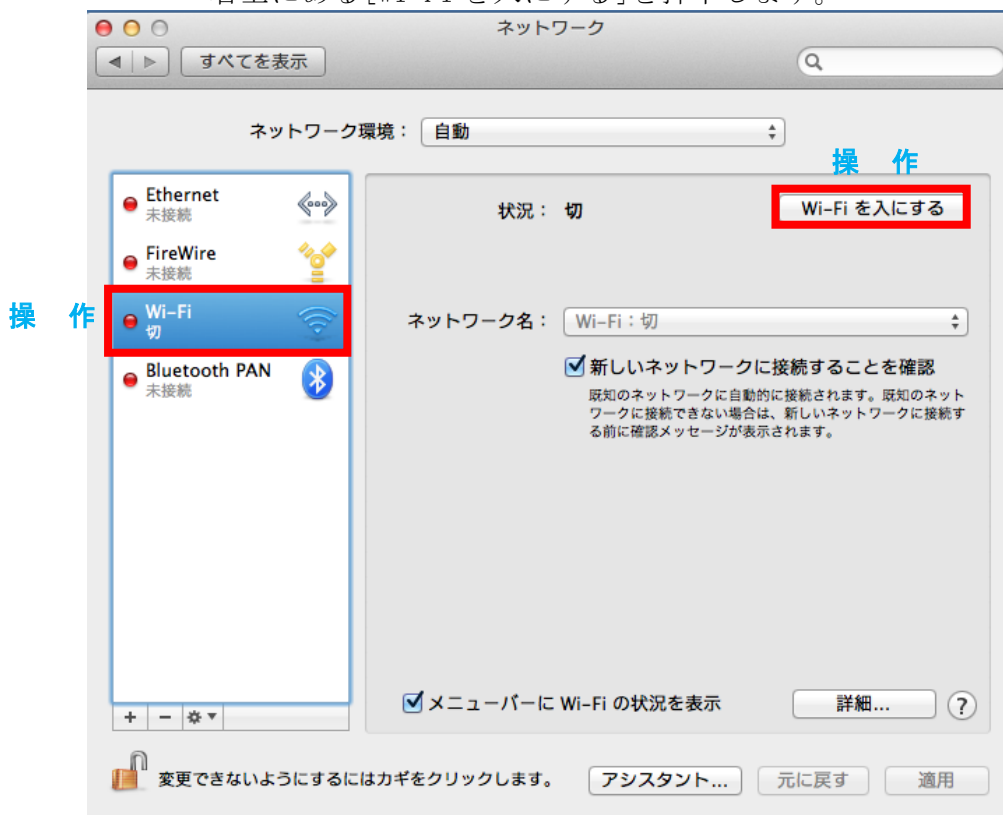 ネットワーク
すべてを表示
ネットワーク環境： 自動
操 作
Ethernet
未接続
状況： 切
Wi-Fi を入にする
FireWire
未接続
操 作
Wi-Fi
切
ネットワーク名： Wi-Fi：切
Bluetooth PAN
未接続
新しいネットワークに接続することを確認
既知のネットワークに自動的に接続されます。既知のネット
ワークに接続できない場合は、新しいネットワークに接続す
る前に確認メッセージが表示されます。
メニューバーに Wi-Fi の状況を表示
詳細...
?
変更できないようにするにはカギをクリックします。
アシスタント...
元に戻す
適用